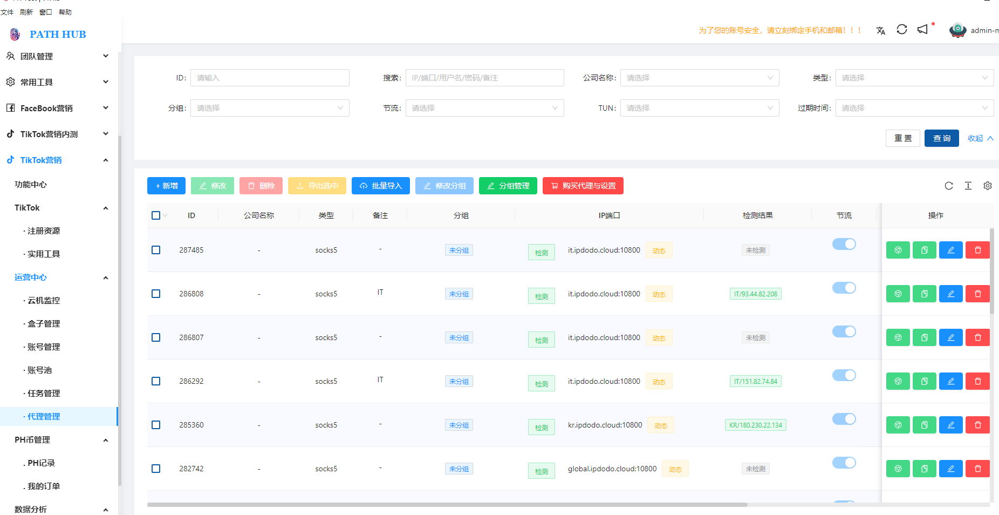 文件 刷新 窗口 帮助
PATH HUB
为了您的账号安全，请立刻绑定手机和邮箱！！！
admin-m
团队管理
常用工具
FaceBook营销
TikTok营销内测
TikTok营销
功能中心
TikTok
· 注册资源
· 实用工具
运营中心
· 云机监控
· 盒子管理
· 账号管理
· 账号池
· 任务管理
· 代理管理
PH币管理
. PH记录
. 我的订单
数据分析
ID: 请输入 搜索: IP/端口/用户名/密码/备注 公司名称: 请选择 类型: 请选择
分组: 请选择 节流: 请选择 TUN: 请选择 过期时间: 请选择
重 置 查 询 收起
+ 新增 修改 删除 导出选中 批量导入 修改分组 分组管理 购买代理与设置
ID 公司名称 类型 备注 分组 IP端口 检测结果 节流 操作
287485 - socks5 - 未分组 检测 it.ipdodo.cloud:10800 动态 未检测
286808 - socks5 IT 未分组 检测 it.ipdodo.cloud:10800 动态 IT/93.44.82.208
286807 - socks5 - 未分组 检测 it.ipdodo.cloud:10800 动态 未检测
286292 - socks5 IT 未分组 检测 it.ipdodo.cloud:10800 动态 IT/151.82.74.84
285360 - socks5 - 未分组 检测 kr.ipdodo.cloud:10800 动态 KR/180.230.22.134
282742 - socks5 - 未分组 检测 global.ipdodo.cloud:10800 动态 未检测